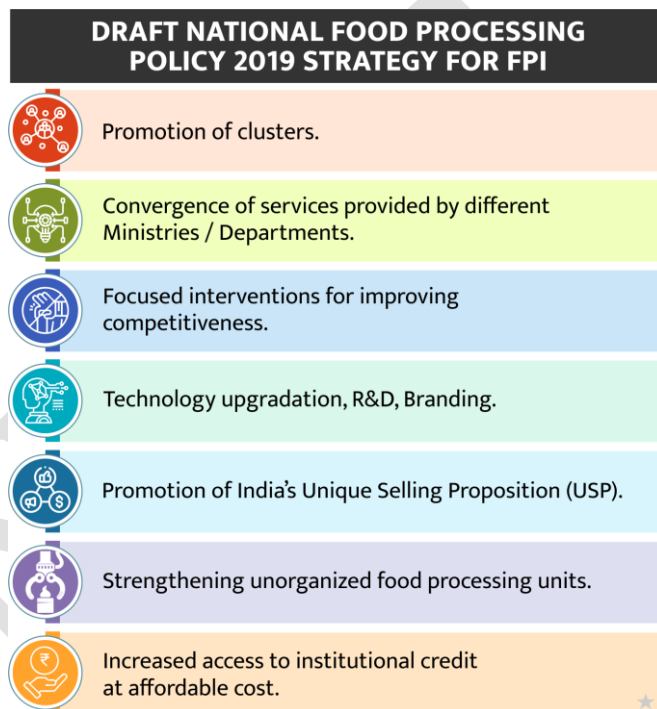 DRAFT NATIONAL FOOD PROCESSING
POLICY 2019 STRATEGY FOR FPI
Promotion of clusters.
Convergence of services provided by different
Ministries / Departments.
Focused interventions for improving
competitiveness.
Technology upgradation, R&D, Branding.
Promotion of India's Unique Selling Proposition (USP).
Strengthening unorganized food processing units.
Increased access to institutional credit
at affordable cost.